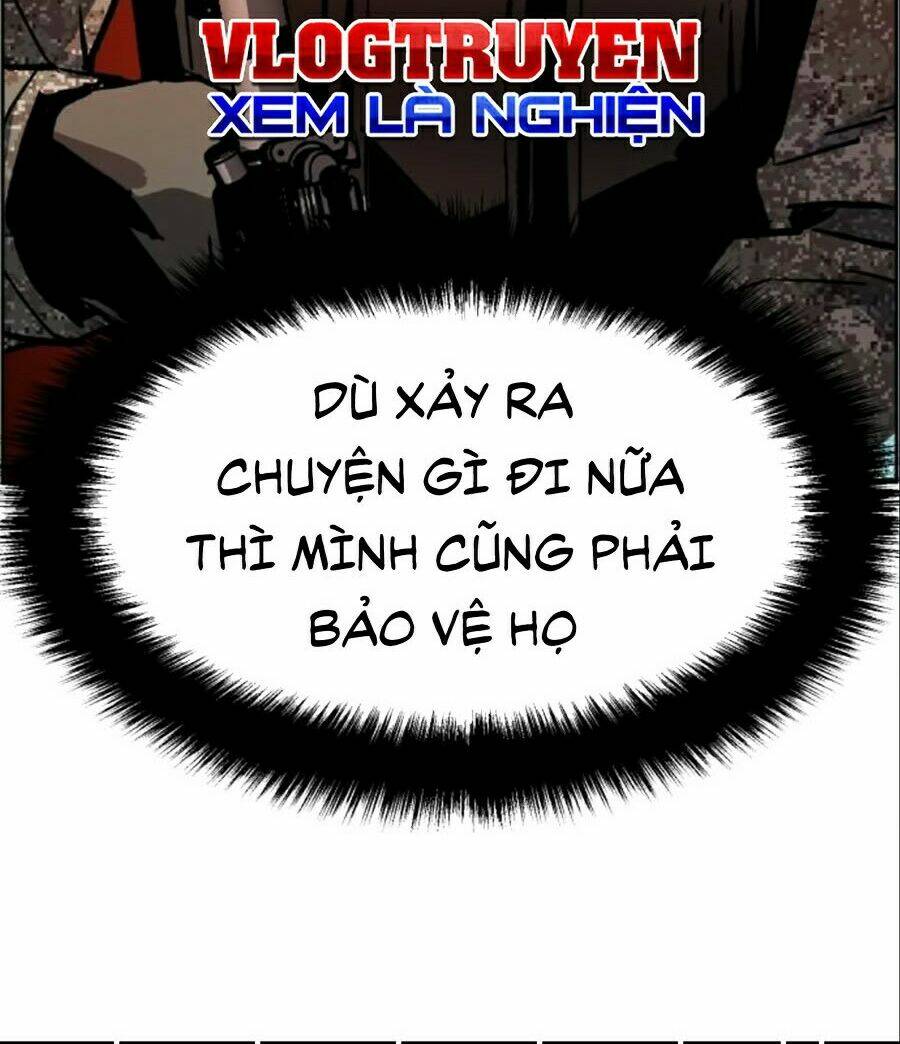 VLOGTRUYEN
XEM LÀ NGHIỆN
DÙ XẢY RA
CHUYỆN GÌ ĐI NỮA
THÌ MÌNH CŨNG PHẢI
BẢO VỆ HỌ